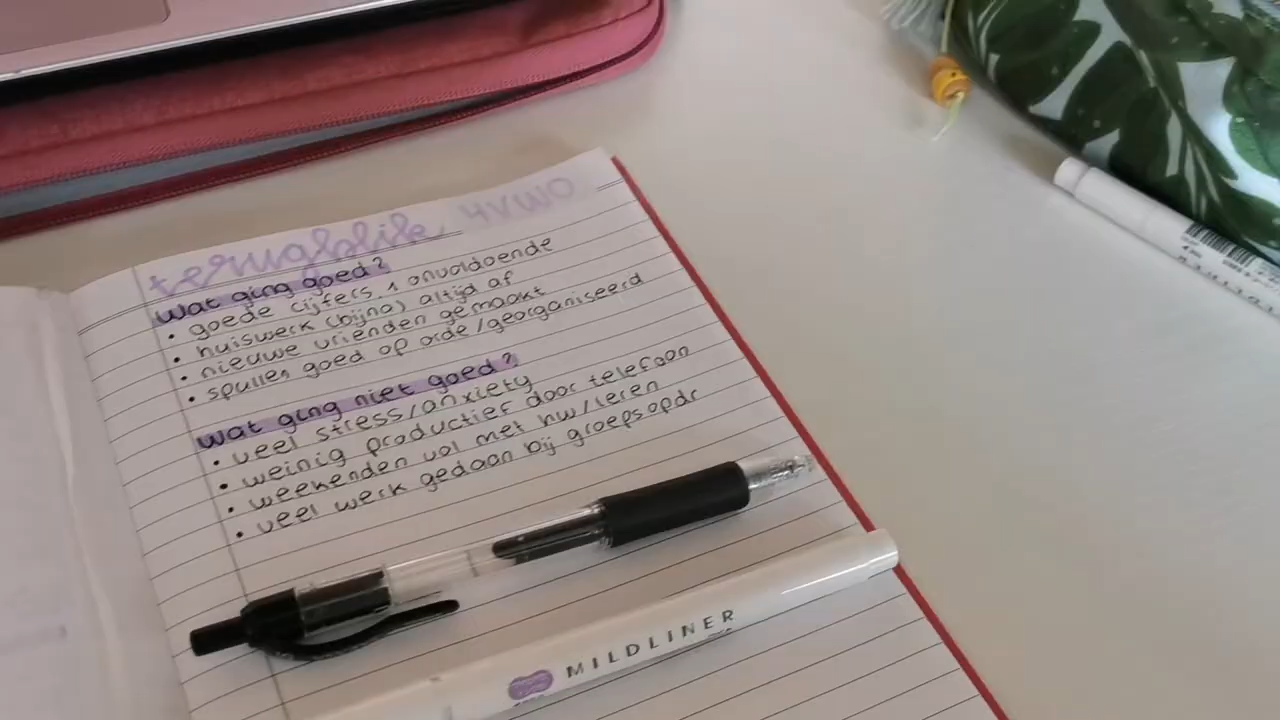 terugblik 4VWO
wat ging goed?
• goede cijfers 1 onvoldoende
• huiswerk (bijna) altijd af
• nieuwe vrienden gemaakt
• spullen goed op orde/georganiseerd
wat ging niet goed?
• veel stress/anxiety
• weinig productief door telefoon
• weekenden vol met hw/leren
• veel werk gedaan bij groepsopdr
MILDLINER